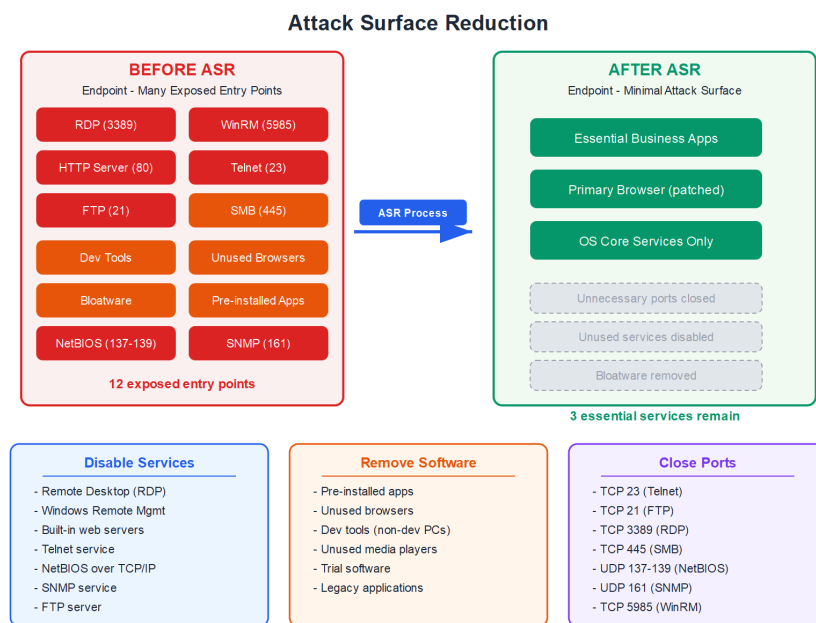 Attack Surface Reduction
BEFORE ASR
Endpoint - Many Exposed Entry Points
RDP (3389)
WinRM (5985)
HTTP Server (80)
Telnet (23)
FTP (21)
SMB (445)
Dev Tools
Unused Browsers
Bloatware
Pre-installed Apps
NetBIOS (137-139)
SNMP (161)
12 exposed entry points
ASR Process
AFTER ASR
Endpoint - Minimal Attack Surface
Essential Business Apps
Primary Browser (patched)
OS Core Services Only
Unnecessary ports closed
Unused services disabled
Bloatware removed
3 essential services remain
Disable Services
- Remote Desktop (RDP)
- Windows Remote Mgmt
- Built-in web servers
- Telnet service
- NetBIOS over TCP/IP
- SNMP service
- FTP server
Remove Software
- Pre-installed apps
- Unused browsers
- Dev tools (non-dev PCs)
- Unused media players
- Trial software
- Legacy applications
Close Ports
- TCP 23 (Telnet)
- TCP 21 (FTP)
- TCP 3389 (RDP)
- TCP 445 (SMB)
- UDP 137-139 (NetBIOS)
- UDP 161 (SNMP)
- TCP 5985 (WinRM)